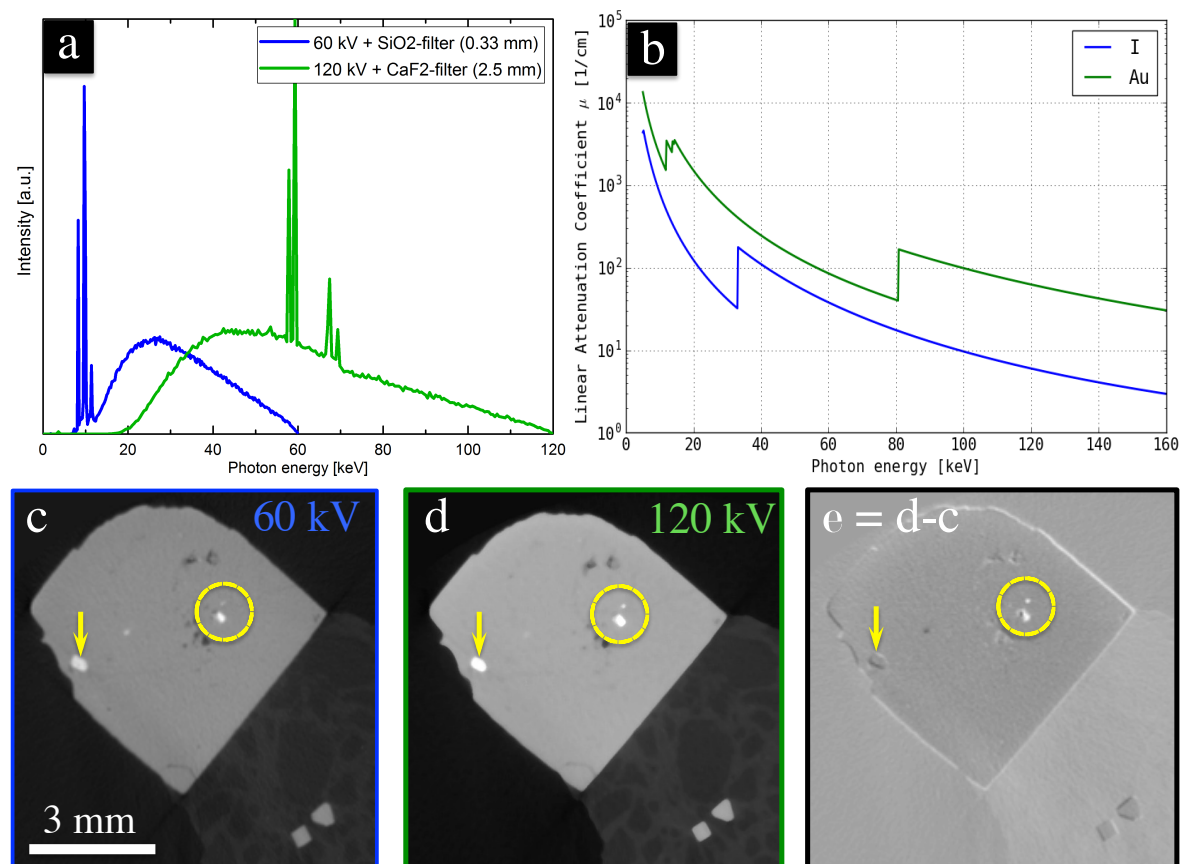 a
60 kV + SiO2-filter (0.33 mm)
120 kV + CaF2-filter (2.5 mm)
Intensity [a.u.]
0 20 40 60 80 100 120
Photon energy [keV]
b
I
Au
Linear Attenuation Coefficient μ [1/cm]
10^5
10^4
10^3
10^2
10^1
10^0
0 20 40 60 80 100 120 140 160
Photon energy [keV]
c
60 kV
3 mm
d
120 kV
e = d-c